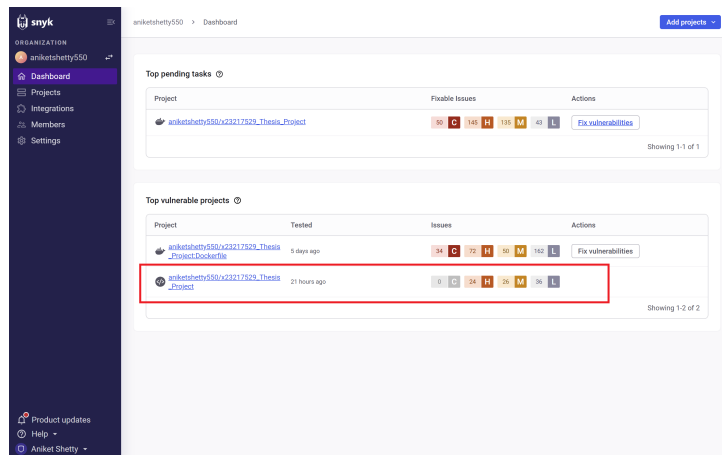 snyk
ORGANIZATION
aniketshetty550
Dashboard
Projects
Integrations
Members
Settings
Product updates
Help
Aniket Shetty
aniketshetty550 > Dashboard
Add projects
Top pending tasks
Project Fixable Issues Actions
aniketshetty550/x23217529_Thesis_Project 50 C 145 H 135 M 43 L Fix vulnerabilities
Showing 1-1 of 1
Top vulnerable projects
Project Tested Issues Actions
aniketshetty550/x23217529_Thesis
_Project:Dockerfile 5 days ago 34 C 72 H 50 M 162 L Fix vulnerabilities
aniketshetty550/x23217529_Thesis
_Project 21 hours ago 0 C 24 H 26 M 36 L
Showing 1-2 of 2